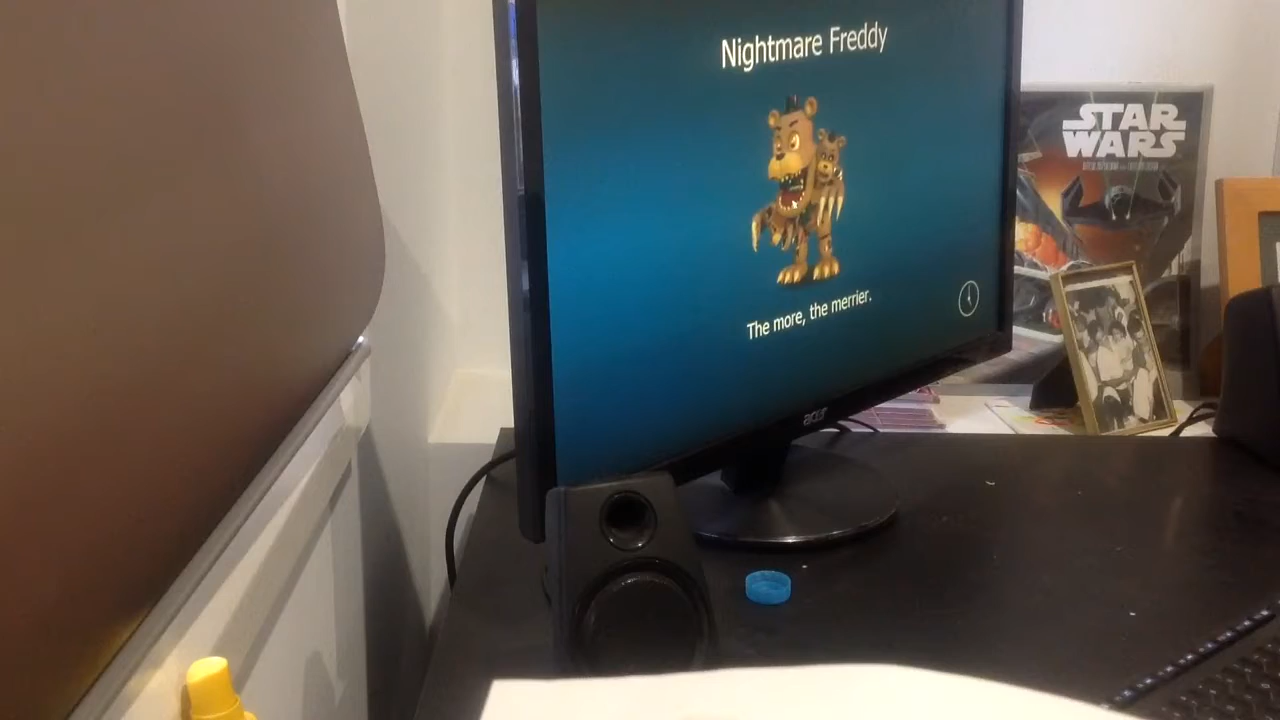 Nightmare Freddy
The more, the merrier.
acer
STAR
WARS